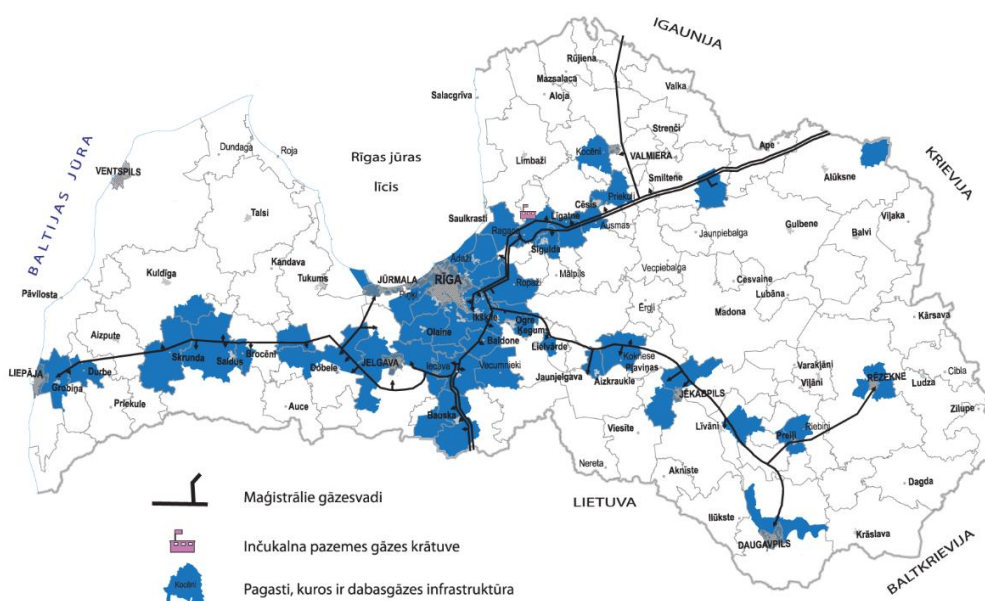 IGAUNIJA
Rūjiena
Mazsalaca
Aloja
Valka
Salacgrīva
Strenči
BALTIJAS JŪRA
Dundaga
Roja
Rīgas jūras
līcis
Kocēni
VALMIERA
Ape
KRIEVIJA
VENTSPILS
Limbaži
Smiltene
Alūksne
Talsi
Cēsis
Priekuļi
Saulkrasti
Līgatne
Ragana
Ausmas
Gulbene
Viļaka
Jaunpiebalga
Balvi
Sigulda
Kuldīga
Kandava
Ādaži
Tukums
Mālpils
Vecpiebalga
JŪRMALA
RĪGA
Ropaži
Cesvaine
Pāvilosta
Piņķi
Lubāna
Ērgļi
Madona
Ikšķile
Kārsava
Aizpute
Olaine
Ogre
Ķegums
Baldone
Lielvārde
Skrunda
Saldus
Brocēni
JELGAVA
Koknese
Varakļāni
LIEPĀJA
Durbe
Dobele
Iecava
Vecumnieki
Pļaviņas
Viļāni
RĒZEKNE
Cibla
Grobiņa
Jaunjelgava
Aizkraukle
Ludza
JĒKABPILS
Priekule
Auce
Zilupe
Bauska
Viesīte
Līvāni
Preiļi
Riebiņi
Nereta
Aknīste
Dagda
LIETUVA
Ilūkste
DAUGAVPILS
Krāslava
BALTKRIEVIJA
Maģistrālie gāzesvadi
Inčukalna pazemes gāzes krātuve
Kocēni
Pagasti, kuros ir dabasgāzes infrastruktūra